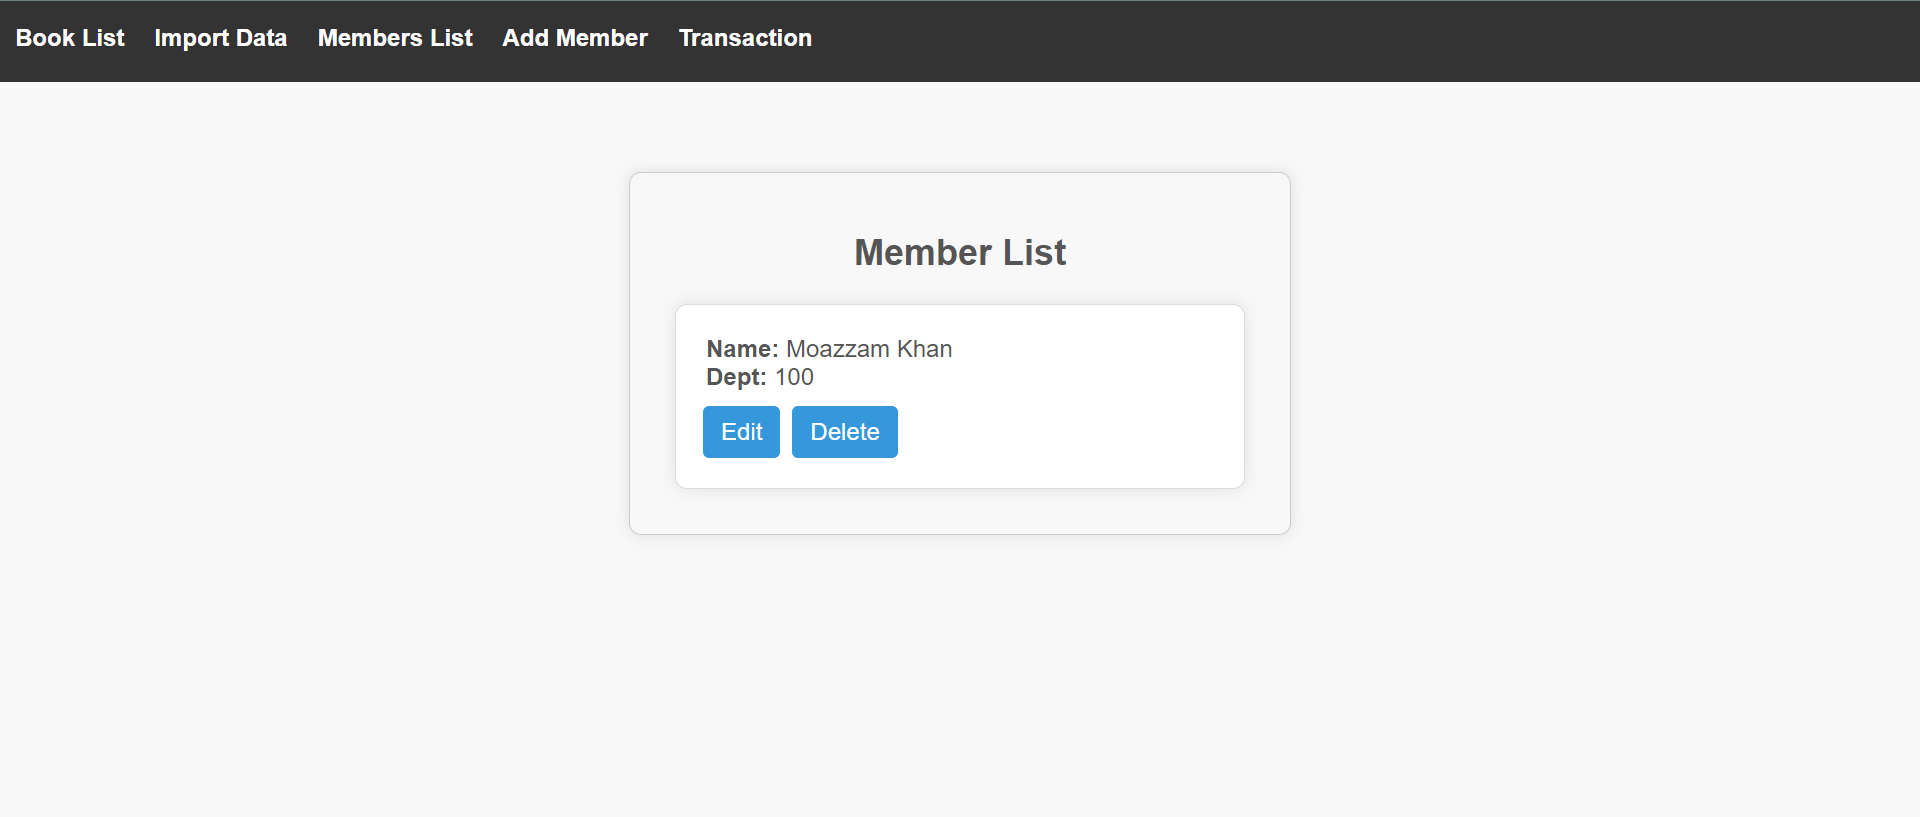 Book List Import Data Members List Add Member Transaction
Member List
Name: Moazzam Khan
Dept: 100
Edit Delete